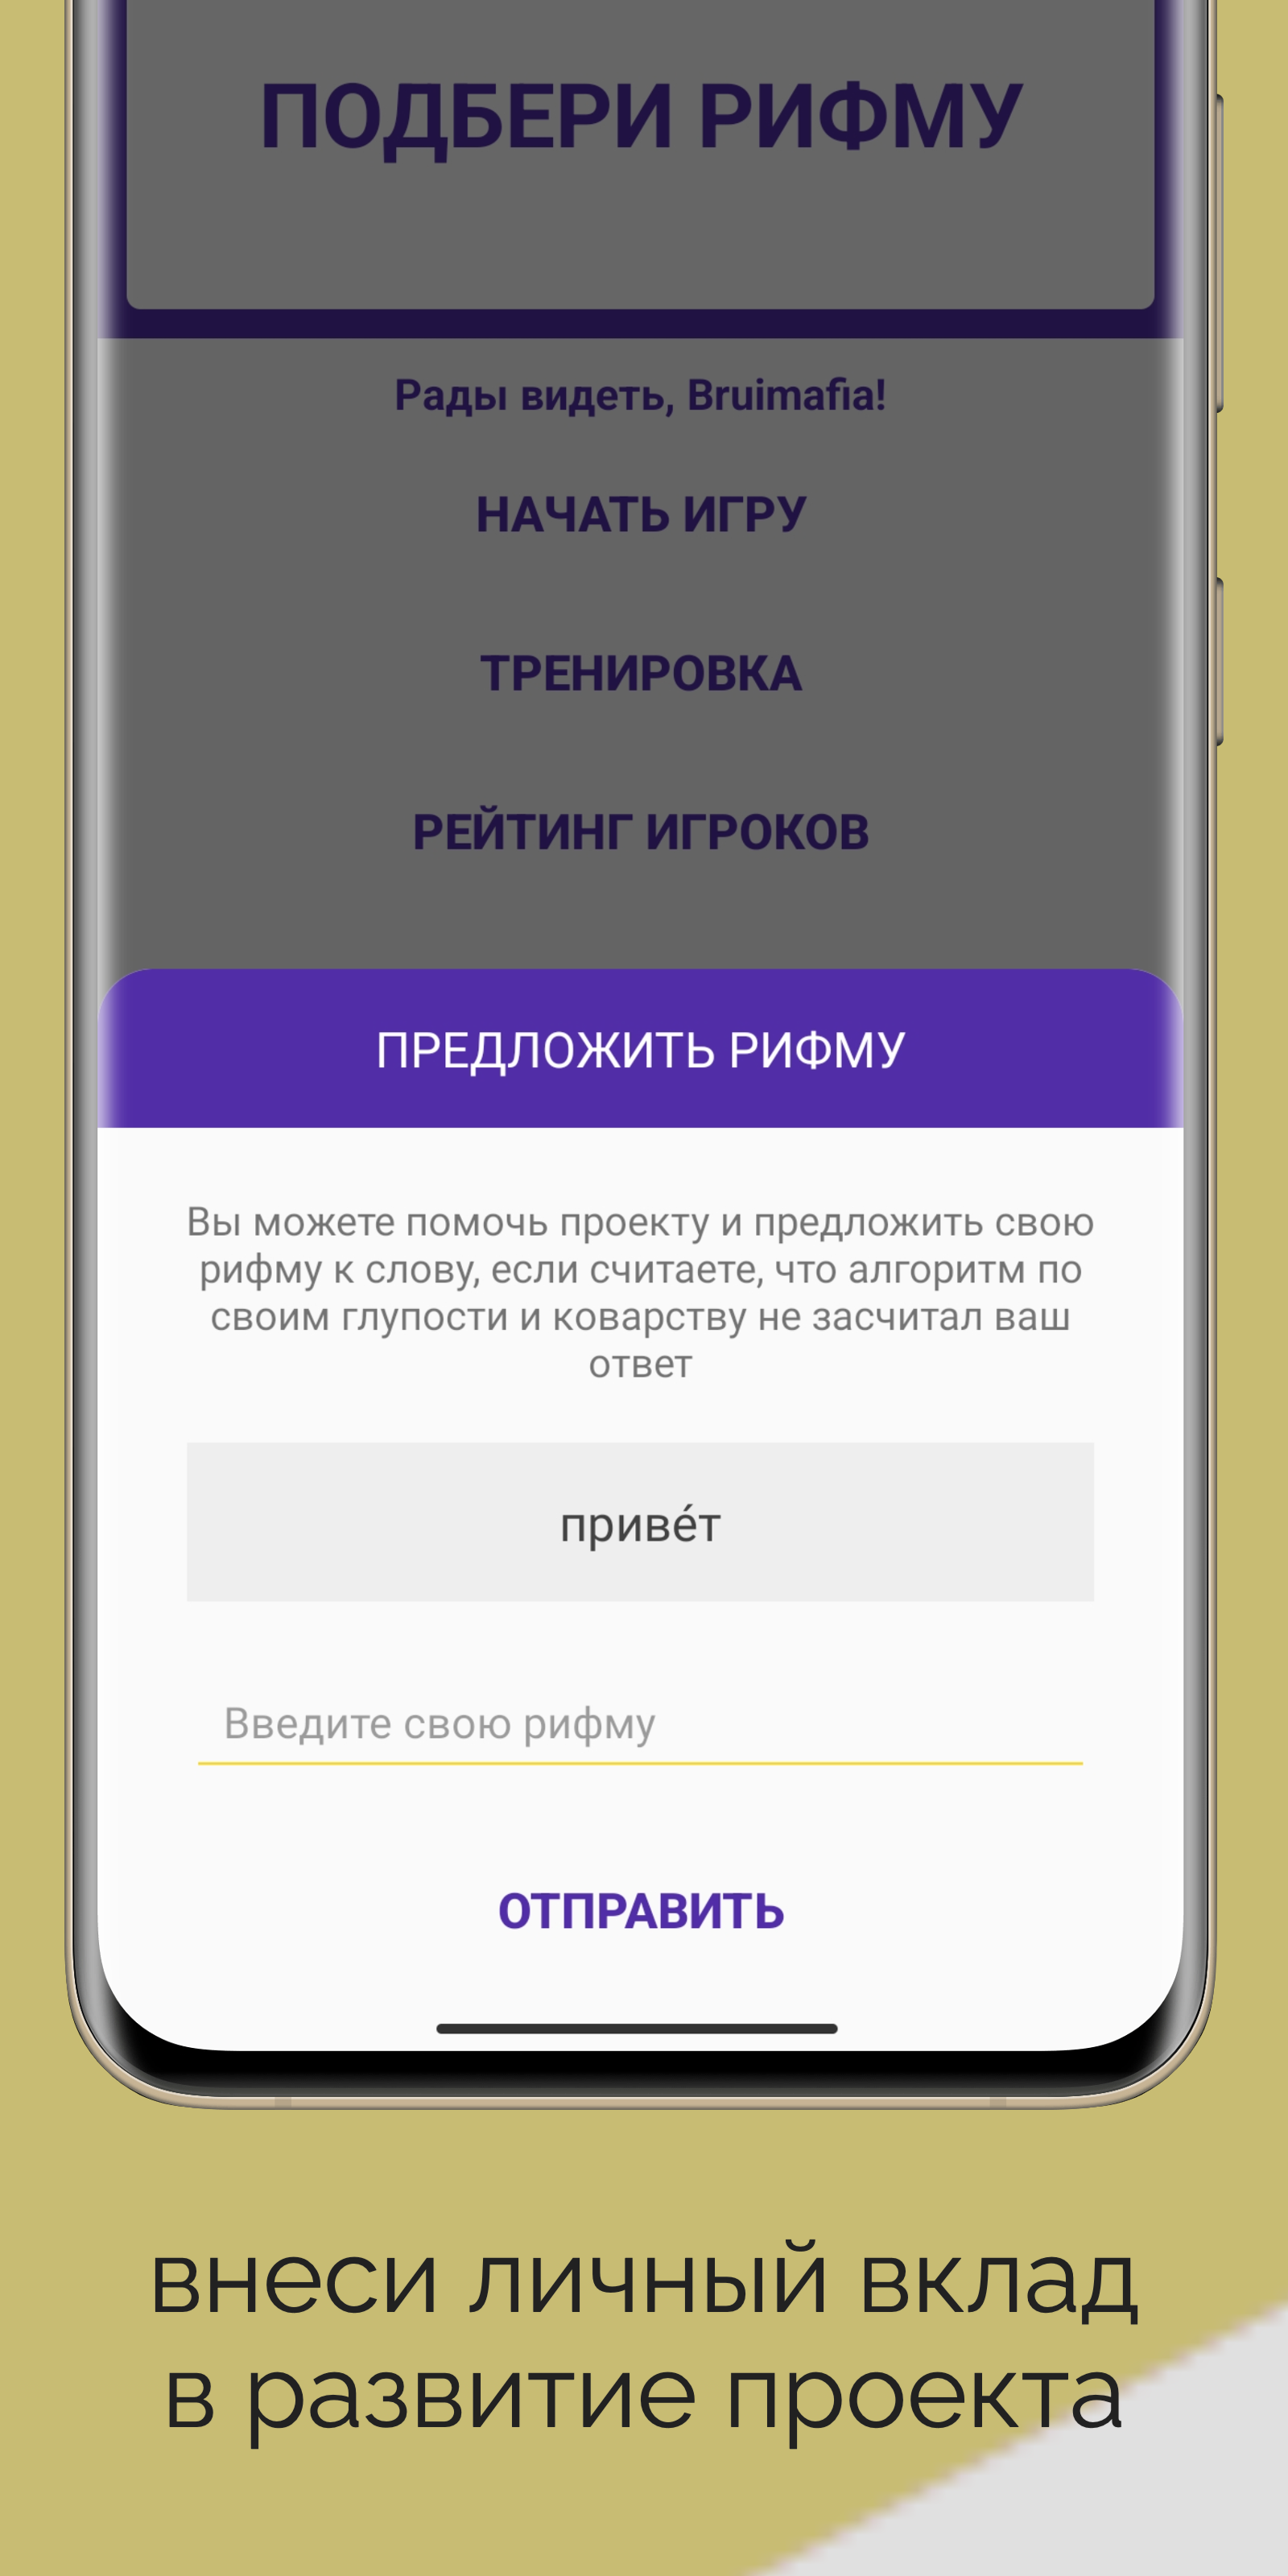 ПОДБЕРИ РИФМУ
Рады видеть, Bruimafia!
НАЧАТЬ ИГРУ
ТРЕНИРОВКА
РЕЙТИНГ ИГРОКОВ
ПРЕДЛОЖИТЬ РИФМУ
Вы можете помочь проекту и предложить свою
рифму к слову, если считаете, что алгоритм по
своим глупости и коварству не засчитал ваш
ответ
приве́т
Введите свою рифму
ОТПРАВИТЬ
внеси личный вклад
в развитие проекта